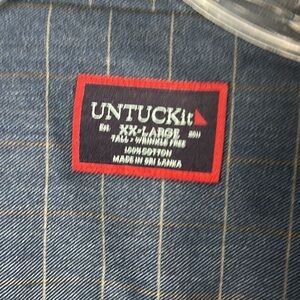 UNTUCKit
Est. 2011
XX-LARGE
TALL • WRINKLE FREE
100% COTTON
MADE IN SRI LANKA